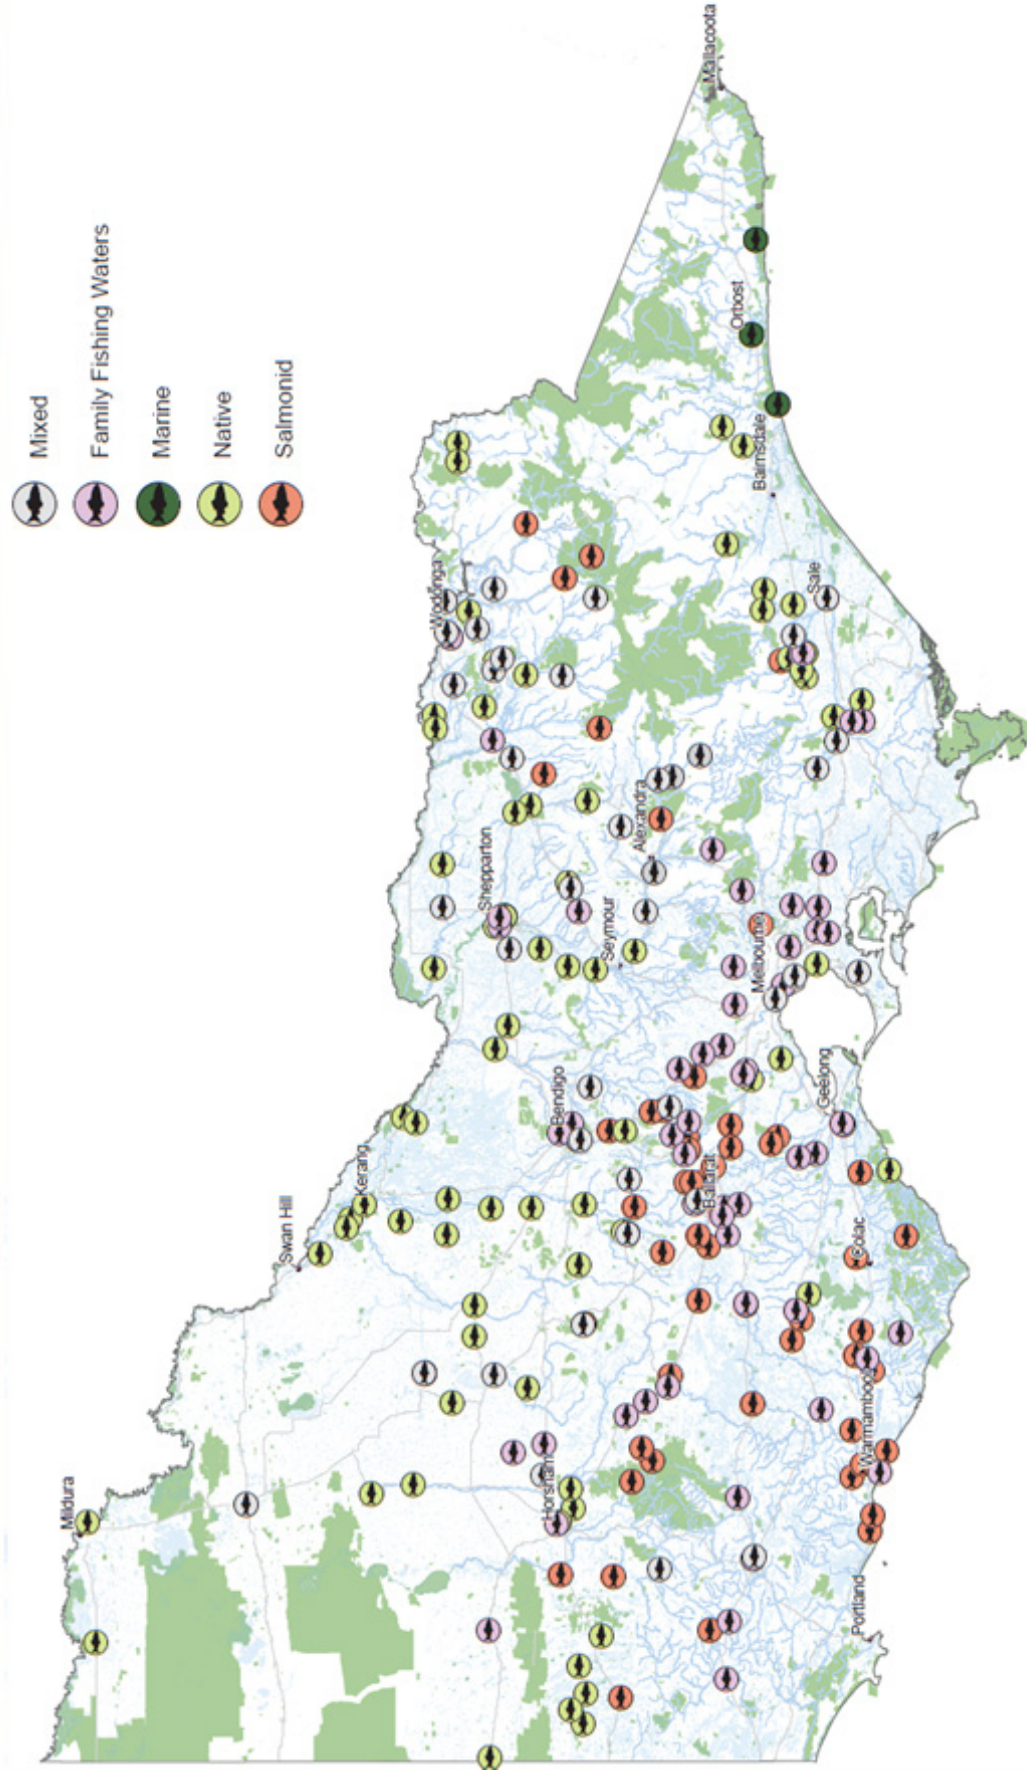 Mixed
Family Fishing Waters
Marine
Native
Salmonid
Mildura
Swan Hill
Kerang
Wodonga
Shepparton
Horsham
Bendigo
Seymour
Alexandra
Mallacoota
Orbost
Bairnsdale
Sale
Ballarat
Melbourne
Geelong
Colac
Warrnambool
Portland